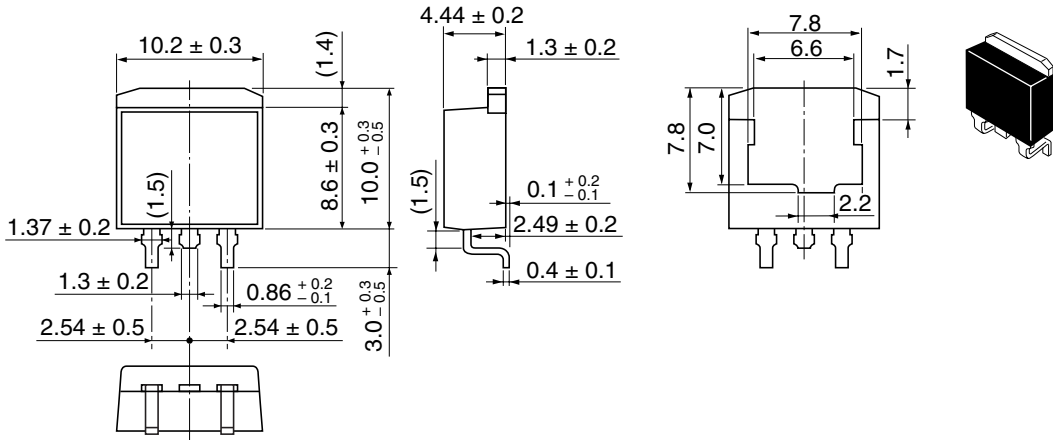 10.2 ± 0.3
(1.4)
8.6 ± 0.3
10.0 +0.3 −0.5
(1.5)
1.37 ± 0.2
1.3 ± 0.2
0.86 +0.2 −0.1
2.54 ± 0.5
2.54 ± 0.5
3.0 +0.3 −0.5
4.44 ± 0.2
1.3 ± 0.2
(1.5)
0.1 +0.2 −0.1
2.49 ± 0.2
0.4 ± 0.1
7.8
6.6
1.7
7.8
7.0
2.2